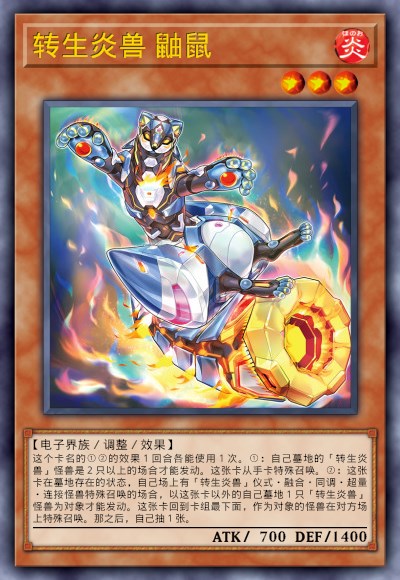 转生炎兽 鼬鼠
ほのお
炎
【电子界族／调整／效果】
这个卡名的①②的效果1回合各能使用1次。①：自己墓地的「转生炎
兽」怪兽是2只以上的场合才能发动。这张卡从手卡特殊召唤。②：这张
卡在墓地存在的状态，自己场上有「转生炎兽」仪式·融合·同调·超量
·连接怪兽特殊召唤的场合，以这张卡以外的自己墓地1只「转生炎兽」
怪兽为对象才能发动。这张卡回到卡组最下面，作为对象的怪兽在对方场
上特殊召唤。那之后，自己抽1张。
ATK/ 700 DEF/1400